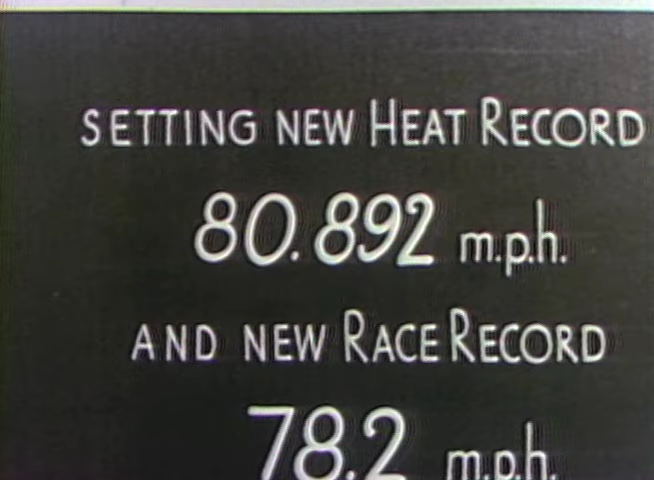 SETTING NEW HEAT RECORD
80.892 m.p.h.
AND NEW RACE RECORD
78.2 m.p.h.